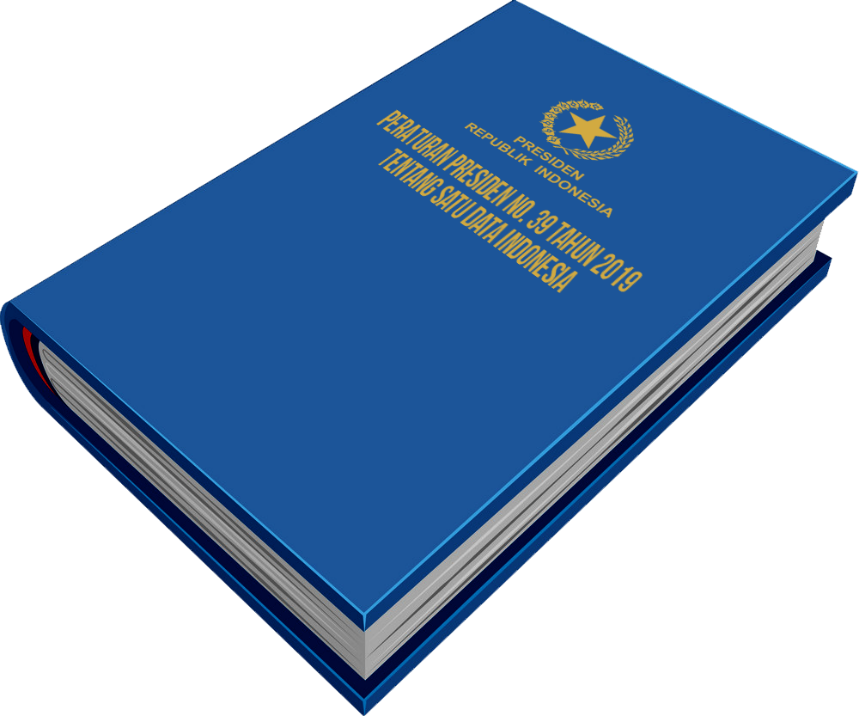 PRESIDEN
REPUBLIK INDONESIA
PERATURAN PRESIDEN NO. 39 TAHUN 2019
TENTANG SATU DATA INDONESIA